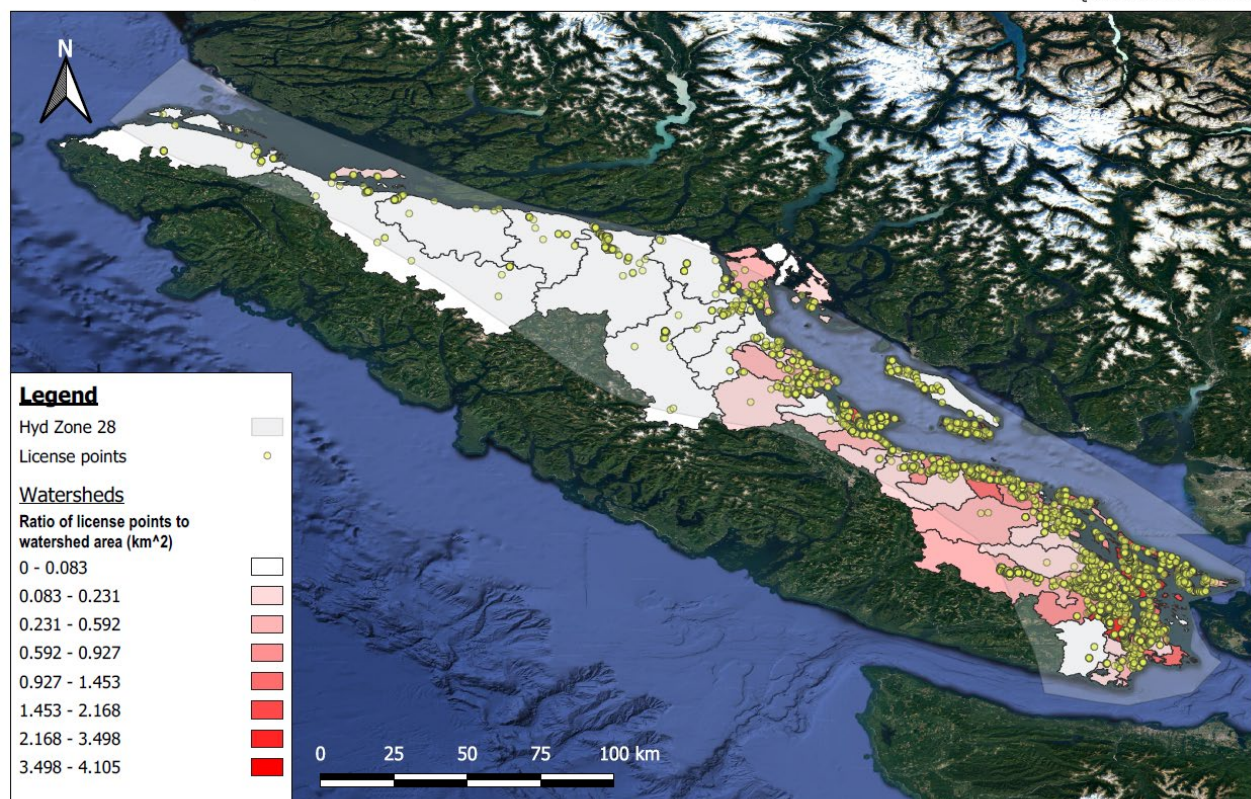 N
Legend
Hyd Zone 28
License points
Watersheds
Ratio of license points to
watershed area (km^2)
0 - 0.083
0.083 - 0.231
0.231 - 0.592
0.592 - 0.927
0.927 - 1.453
1.453 - 2.168
2.168 - 3.498
3.498 - 4.105
0 25 50 75 100 km